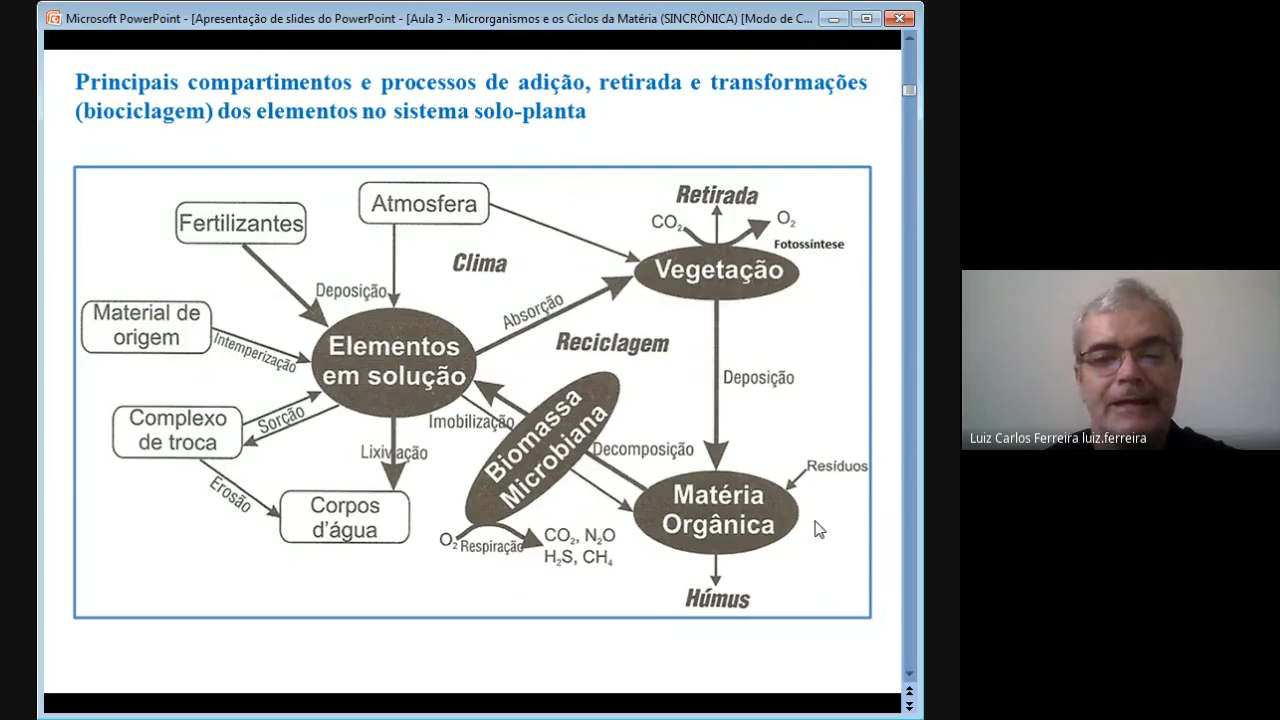 Microsoft PowerPoint - [Apresentação de slides do PowerPoint - [Aula 3 - Microrganismos e os Ciclos da Matéria (SINCRÔNICA) [Modo de C...
Principais compartimentos e processos de adição, retirada e transformações
(biociclagem) dos elementos no sistema solo-planta
Retirada
Atmosfera
Fertilizantes
CO₂
O₂
Fotossíntese
Clima
Vegetação
Deposição
Absorção
Material de
origem
Intemperização
Elementos
em solução
Reciclagem
Deposição
Complexo
de troca
Sorção
Imobilização
Biomassa
Microbiana
Lixiviação
Decomposição
Resíduos
Erosão
Corpos
d'água
Matéria
Orgânica
O₂
Respiração
CO₂, N₂O
H₂S, CH₄
Húmus
Luiz Carlos Ferreira luiz.ferreira